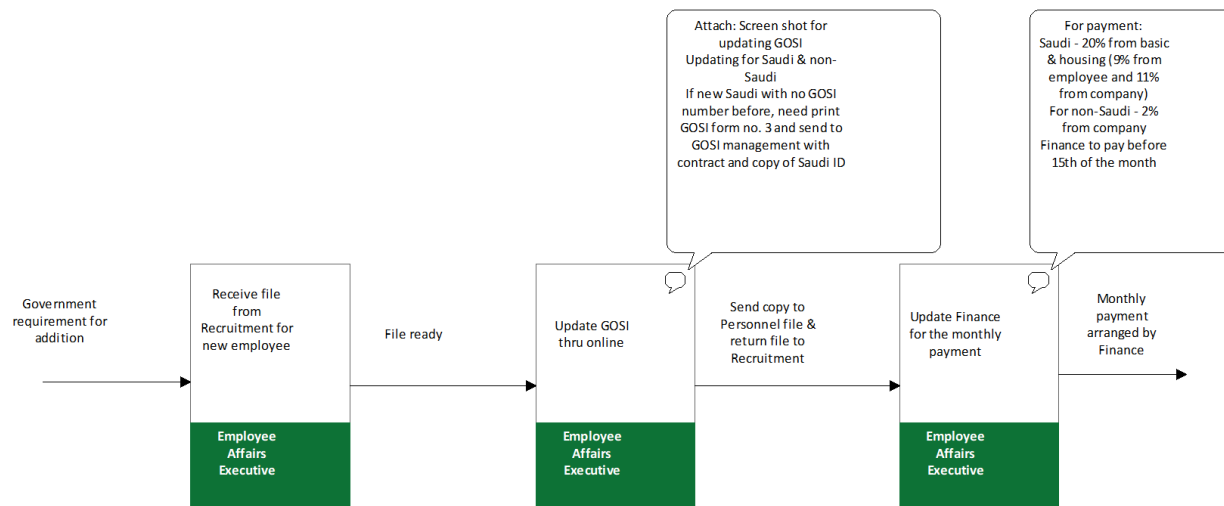 Attach: Screen shot for
updating GOSI
Updating for Saudi & non-
Saudi
If new Saudi with no GOSI
number before, need print
GOSI form no. 3 and send to
GOSI management with
contract and copy of Saudi ID
For payment:
Saudi - 20% from basic
& housing (9% from
employee and 11%
from company)
For non-Saudi - 2%
from company
Finance to pay before
15th of the month
Government
requirement for
addition
Receive file
from
Recruitment for
new employee
File ready
Update GOSI
thru online
Send copy to
Personnel file &
return file to
Recruitment
Update Finance
for the monthly
payment
Monthly
payment
arranged by
Finance
Employee
Affairs
Executive
Employee
Affairs
Executive
Employee
Affairs
Executive